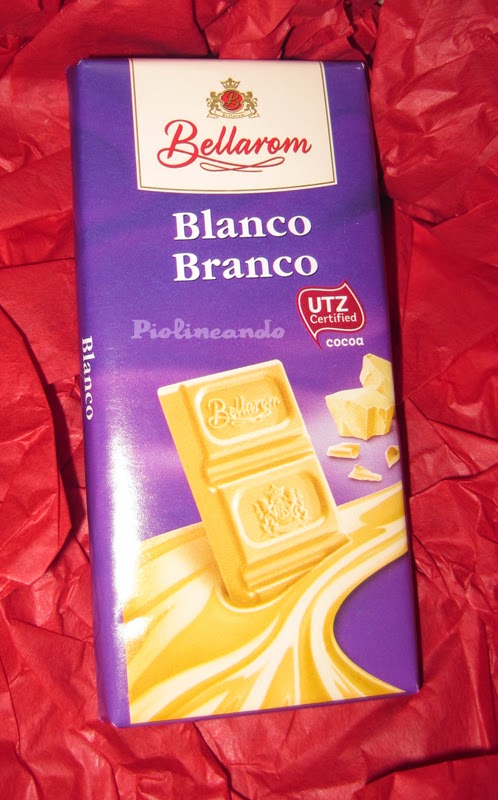 Bellarom
Blanco
Branco
UTZ
Certified
cocoa
Piolineando
Blanco
Bellarom